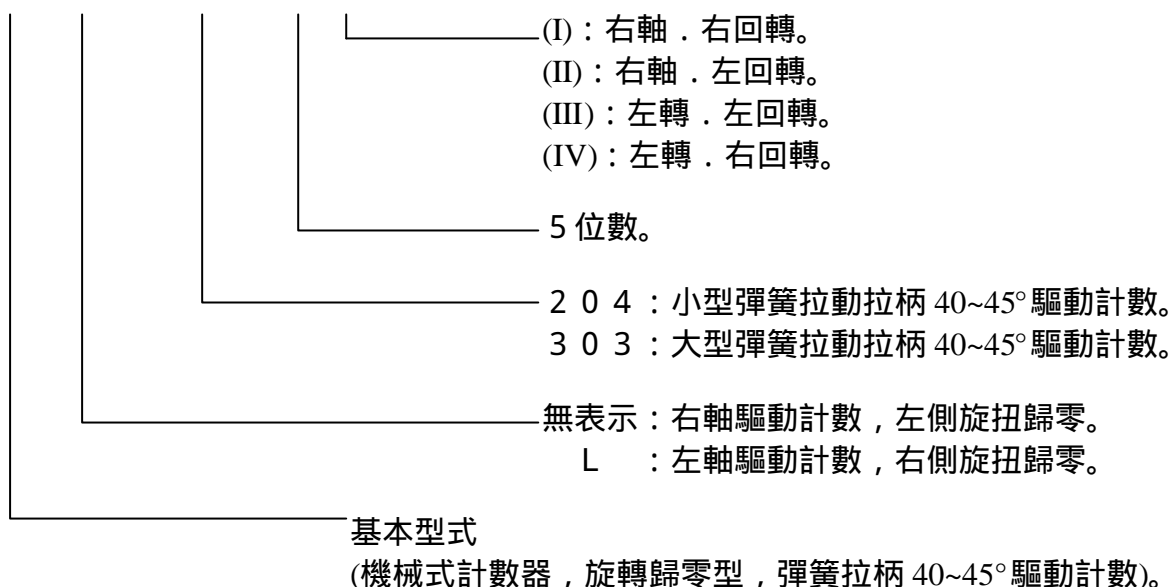 (I)：右軸．右回轉。
(II)：右軸．左回轉。
(III)：左轉．左回轉。
(IV)：左轉．右回轉。
５位數。
２０４：小型彈簧拉動拉柄 40~45°驅動計數。
３０３：大型彈簧拉動拉柄 40~45°驅動計數。
無表示：右軸驅動計數，左側旋扭歸零。
Ｌ　：左軸驅動計數，右側旋扭歸零。
基本型式
(機械式計數器，旋轉歸零型，彈簧拉柄 40~45°驅動計數)。